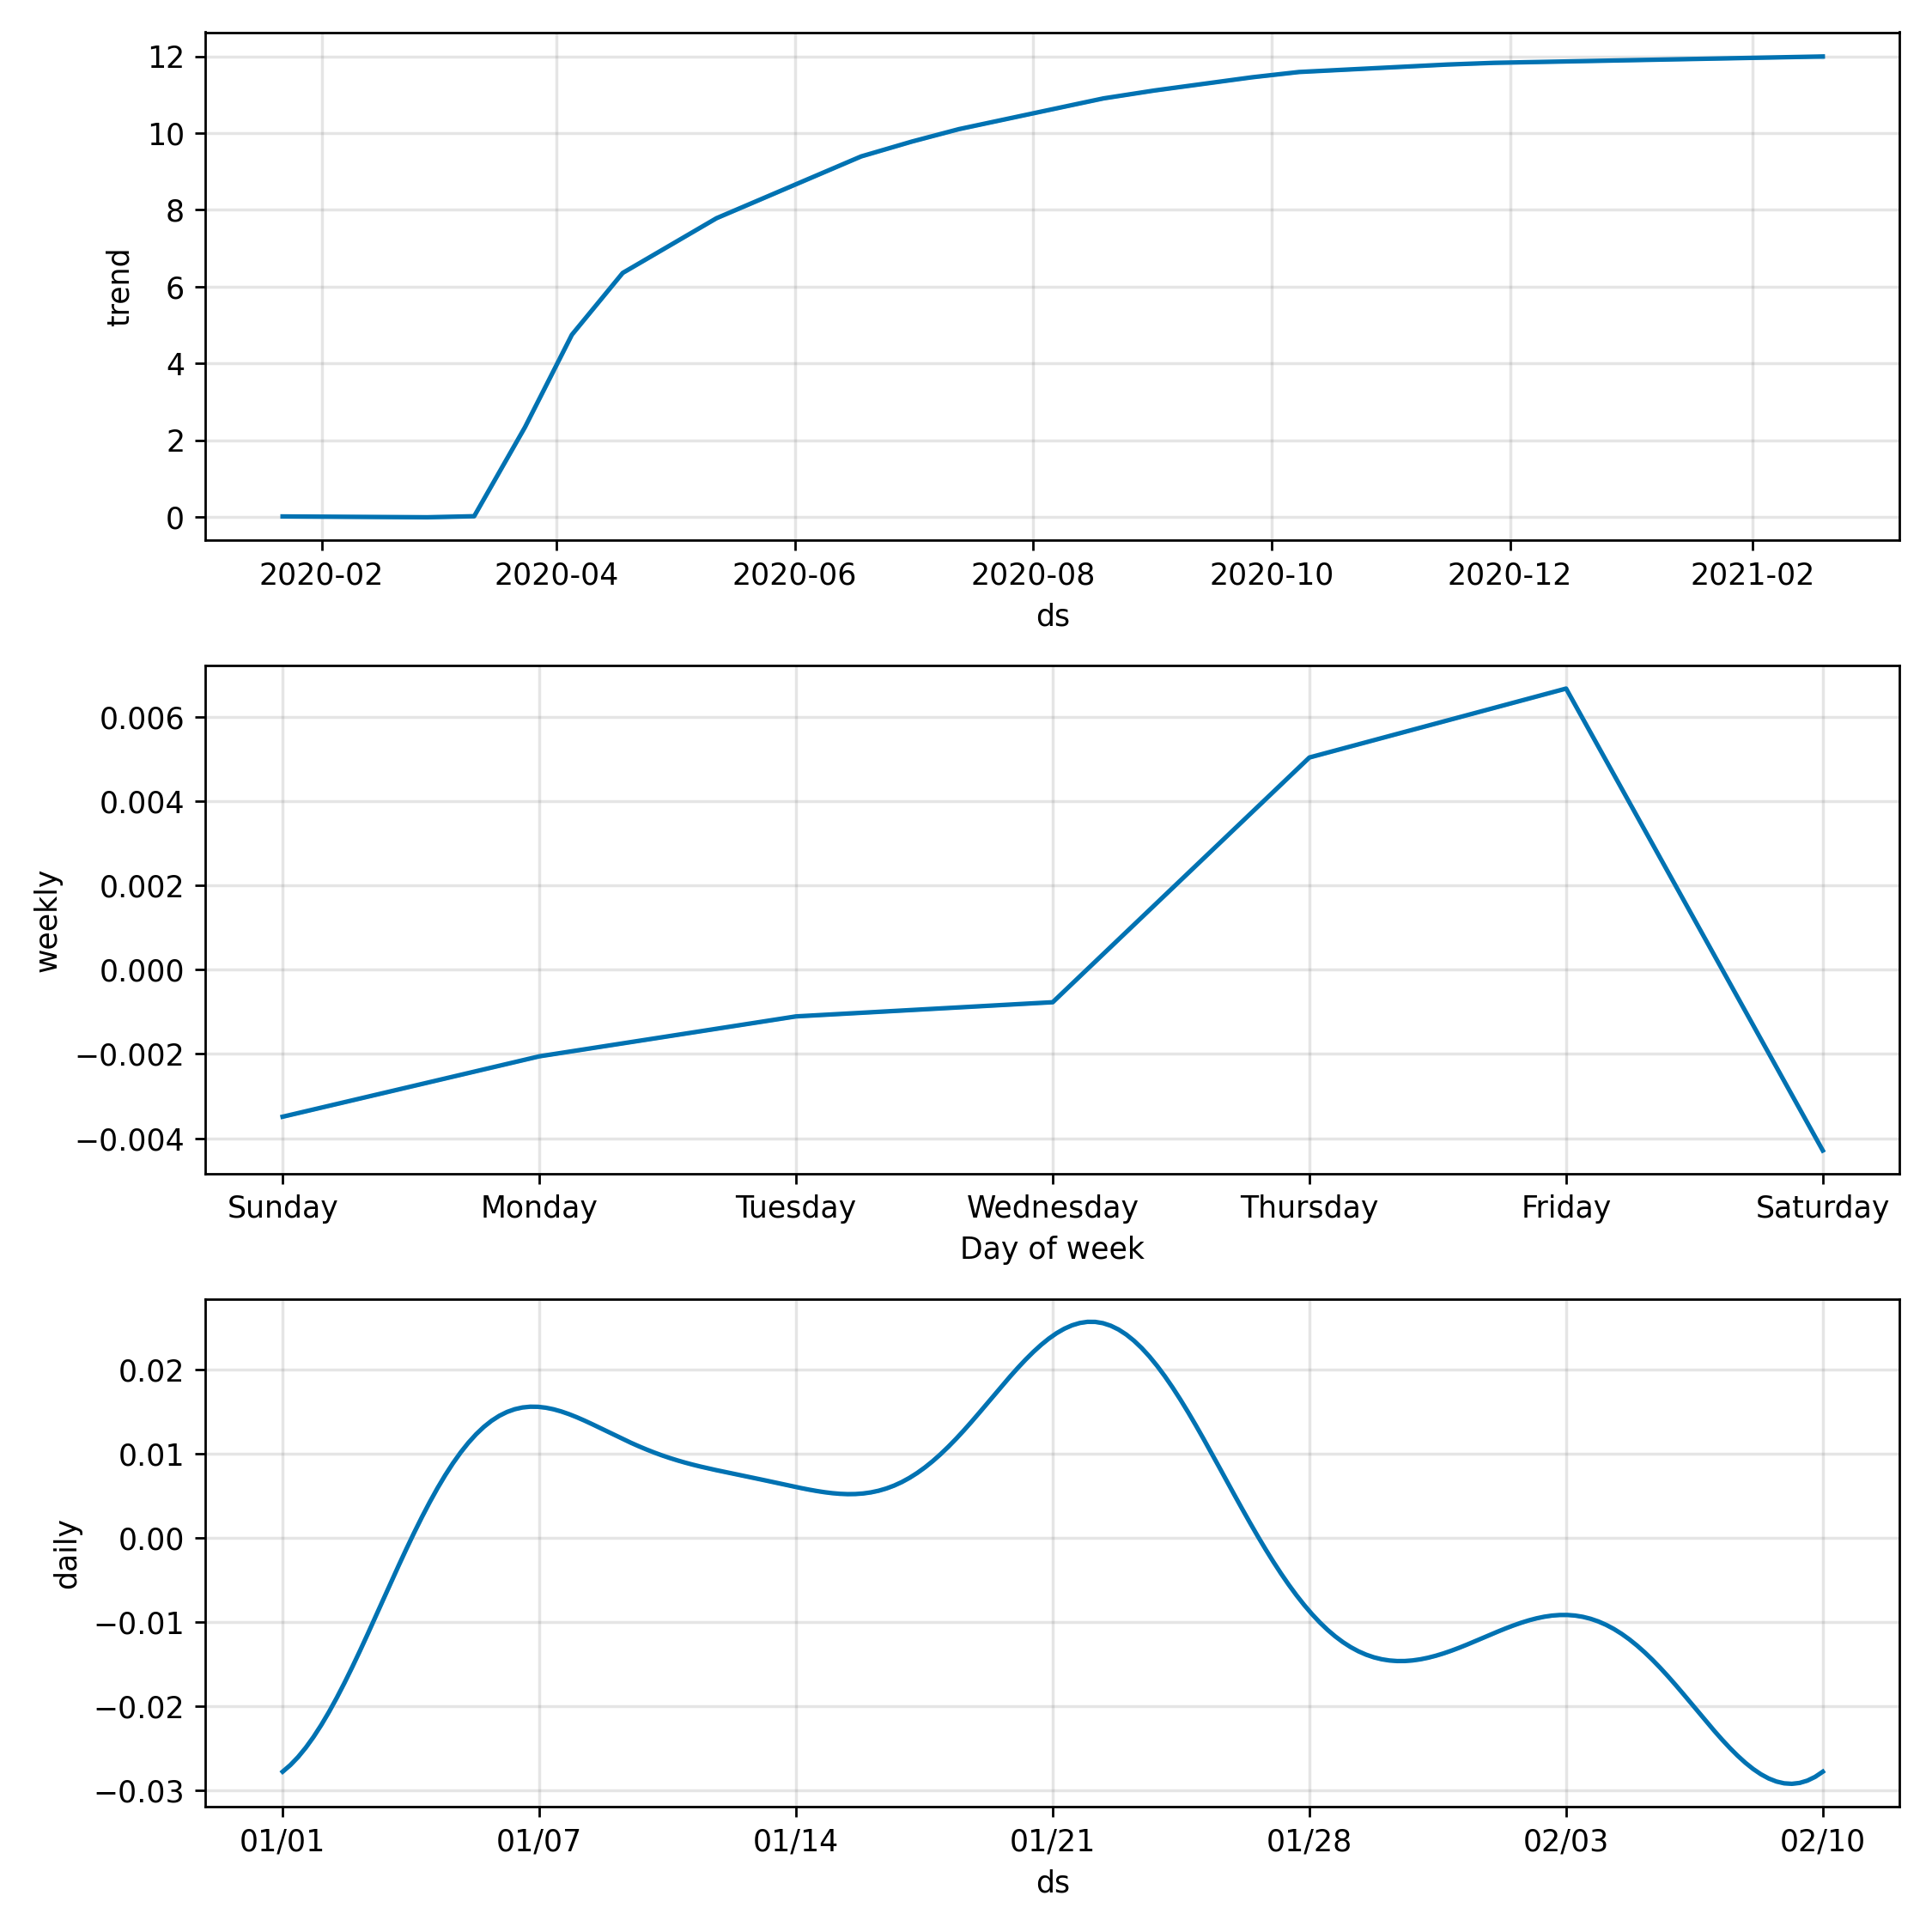 12
10
8
6
4
2
0
trend
2020-02 2020-04 2020-06 2020-08 2020-10 2020-12 2021-02
ds
0.006
0.004
0.002
0.000
−0.002
−0.004
weekly
Sunday Monday Tuesday Wednesday Thursday Friday Saturday
Day of week
0.02
0.01
0.00
−0.01
−0.02
−0.03
daily
01/01 01/07 01/14 01/21 01/28 02/03 02/10
ds